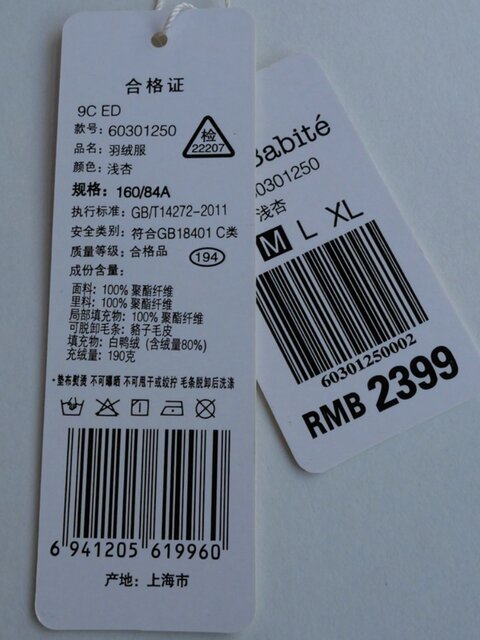 合格证
9C ED
款号: 60301250
品名: 羽绒服
颜色: 浅杏
检
22207
规格: 160/84A
执行标准: GB/T14272-2011
安全类别: 符合GB18401 C类
质量等级: 合格品
194
成份含量:
面料: 100% 聚酯纤维
里料: 100% 聚酯纤维
局部填充物: 100% 聚酯纤维
可脱卸毛条: 貉子毛皮
填充物: 白鸭绒 (含绒量80%)
充绒量: 190克
*垫布熨烫 不可曝晒 不可甩干或绞拧 毛条脱卸后洗涤
6 941205 619960
产地: 上海市
Babité
60301250
浅杏
M L XL
60301250002
RMB 2399